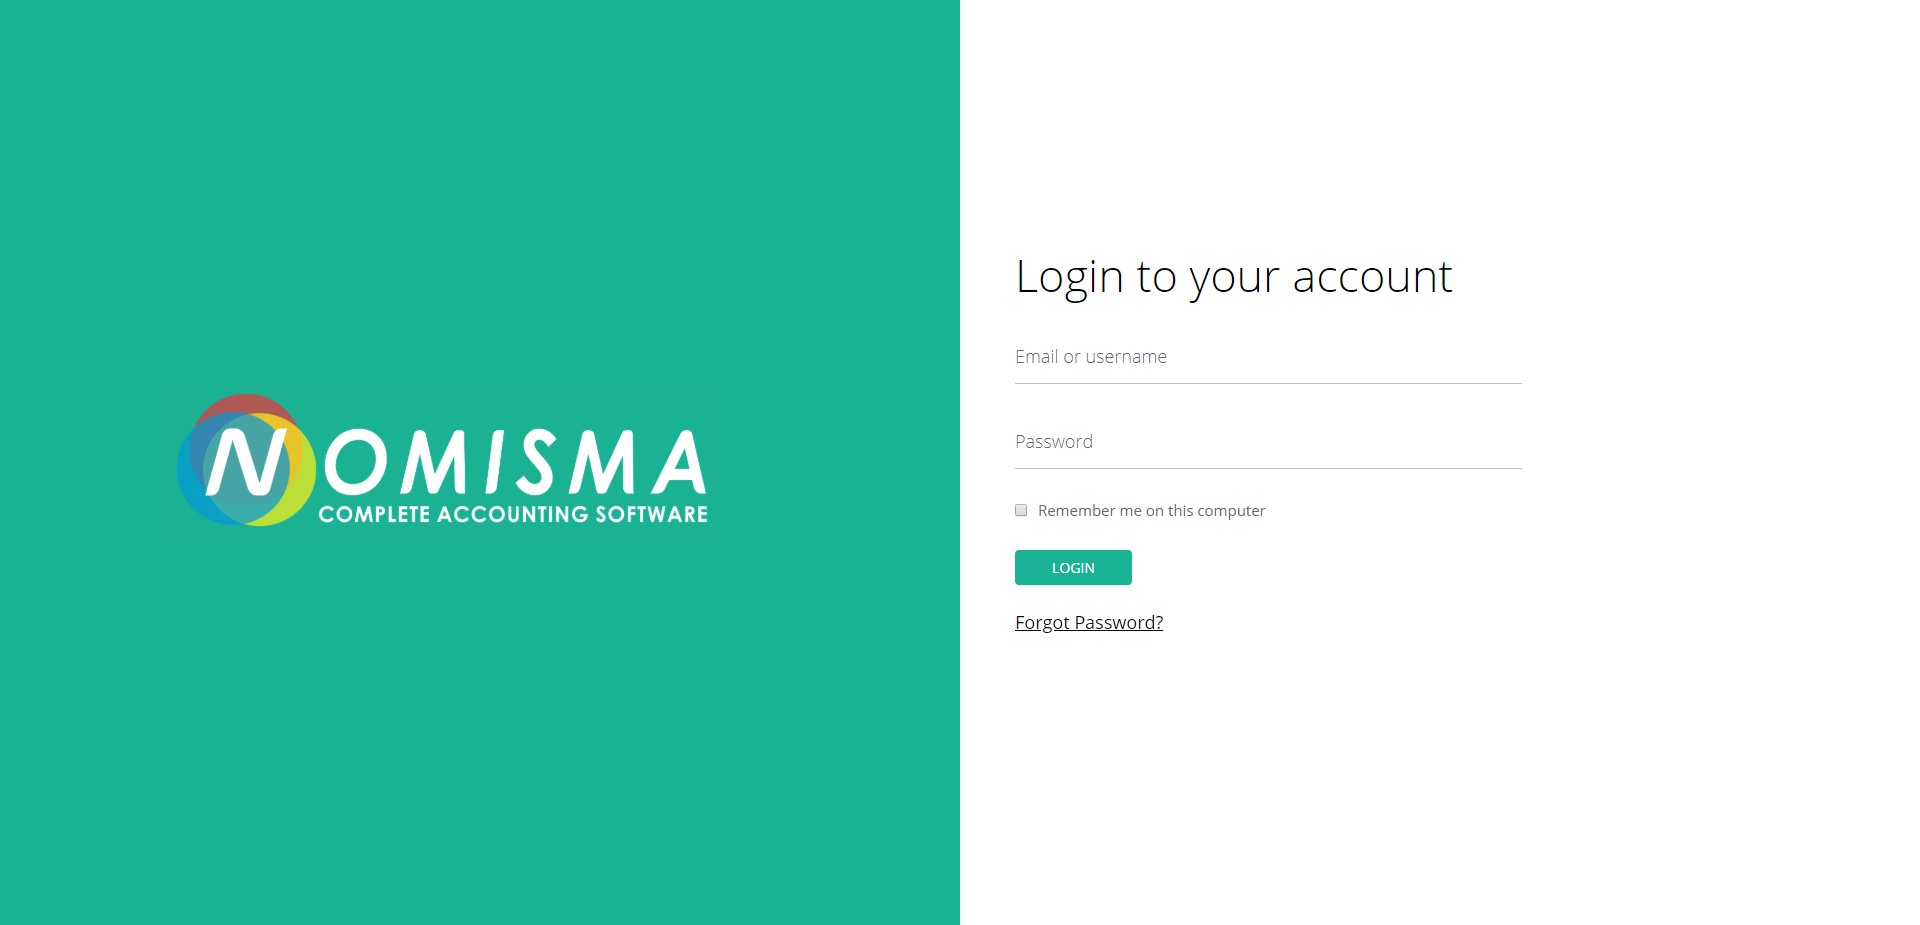 NOMISMA
COMPLETE ACCOUNTING SOFTWARE
Login to your account
Email or username
Password
Remember me on this computer
LOGIN
Forgot Password?